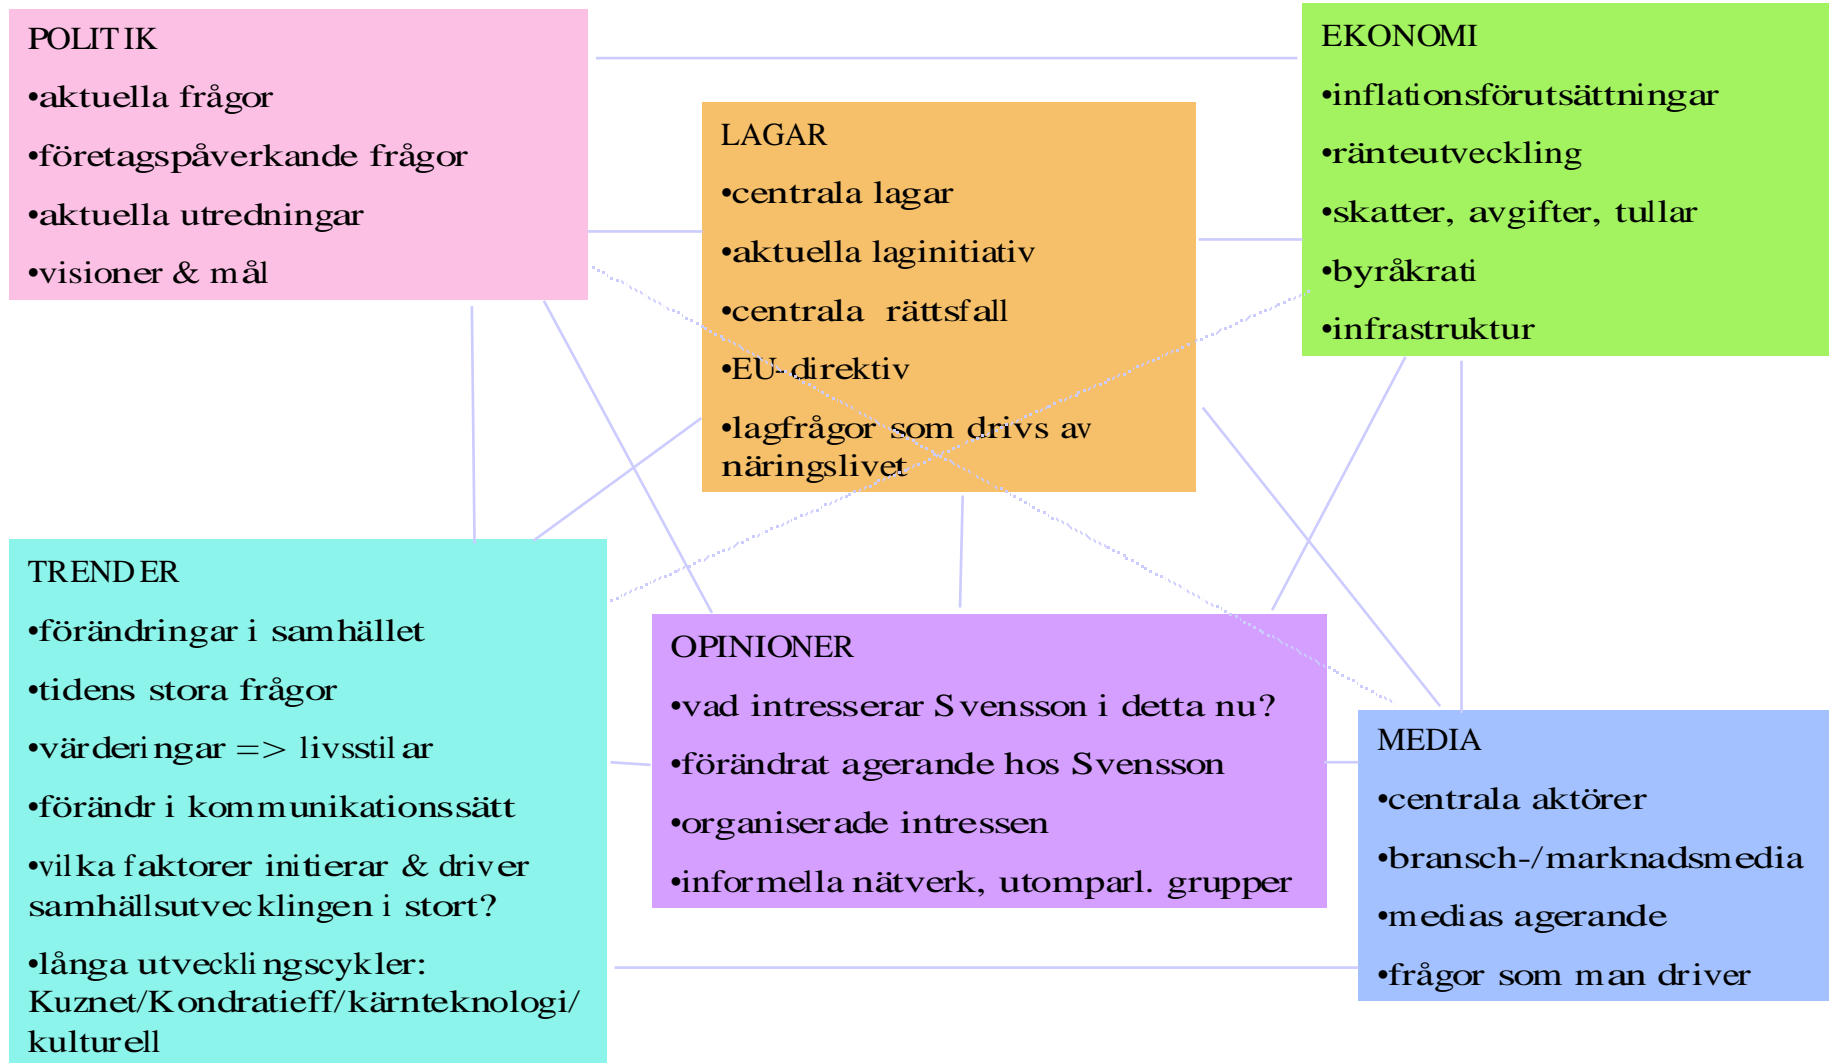 POLITIK
•aktuella frågor
•företagspåverkande frågor
•aktuella utredningar
•visioner & mål
LAGAR
•centrala lagar
•aktuella laginitiativ
•centrala rättsfall
•EU-direktiv
•lagfrågor som drivs av
näringslivet
EKONOMI
•inflationsförutsättningar
•ränteutveckling
•skatter, avgifter, tullar
•byråkrati
•infrastruktur
TRENDER
•förändringar i samhället
•tidens stora frågor
•värderingar => livsstilar
•förändr i kommunikationssätt
•vilka faktorer initierar & driver
samhällsutvecklingen i stort?
•långa utvecklingscykler:
Kuznet/Kondratieff/kärnteknologi/
kulturell
OPINIONER
•vad intresserar Svensson i detta nu?
•förändrat agerande hos Svensson
•organiserade intressen
•informella nätverk, utomparl. grupper
MEDIA
•centrala aktörer
•bransch-/marknadsmedia
•medias agerande
•frågor som man driver